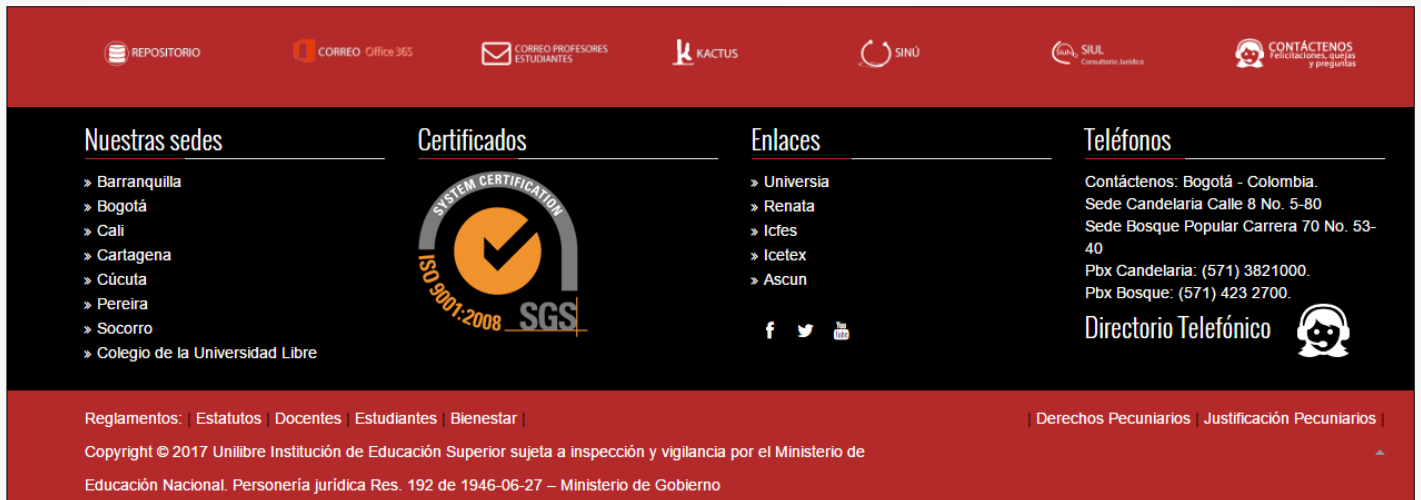 REPOSITORIO
CORREO Office 365
CORREO PROFESORES
ESTUDIANTES
KACTUS
SINÚ
SIUL
SIUL
Consultorio Jurídico
CONTÁCTENOS
Felicitaciones, quejas
y preguntas
Nuestras sedes
» Barranquilla
» Bogotá
» Cali
» Cartagena
» Cúcuta
» Pereira
» Socorro
» Colegio de la Universidad Libre
Certificados
SYSTEM CERTIFICATION
ISO 9001:2008
SGS
Enlaces
» Universia
» Renata
» Icfes
» Icetex
» Ascun
f
You
Tube
Teléfonos
Contáctenos: Bogotá - Colombia.
Sede Candelaria Calle 8 No. 5-80
Sede Bosque Popular Carrera 70 No. 53-
40
Pbx Candelaria: (571) 3821000.
Pbx Bosque: (571) 423 2700.
Directorio Telefónico
Reglamentos: | Estatutos | Docentes | Estudiantes | Bienestar |
| Derechos Pecuniarios | Justificación Pecuniarios |
Copyright © 2017 Unilibre Institución de Educación Superior sujeta a inspección y vigilancia por el Ministerio de
Educación Nacional. Personería jurídica Res. 192 de 1946-06-27 – Ministerio de Gobierno